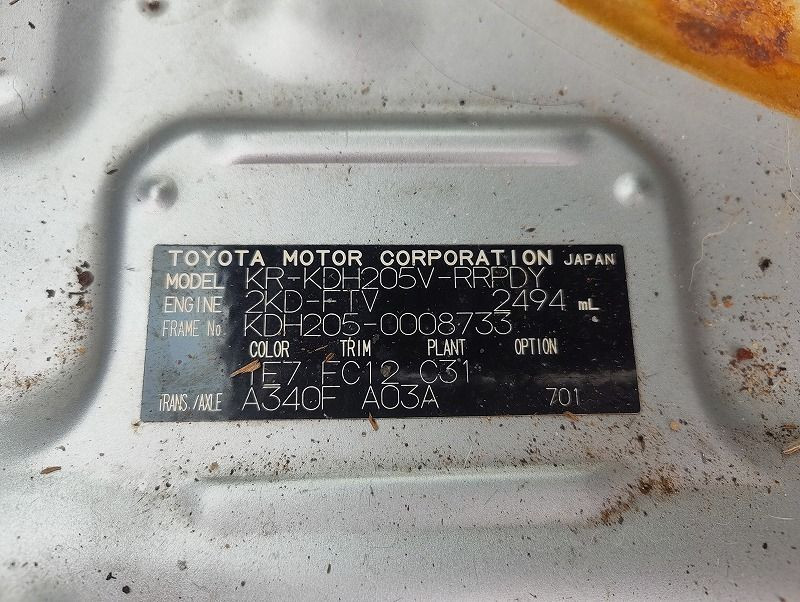 TOYOTA MOTOR CORPORATION JAPAN
MODEL KR-KDH205V-RRPDY
ENGINE 2KD-FTV 2494 mL
FRAME No. KDH205-0008733
COLOR TRIM PLANT OPTION
1E7 FC12 C31
TRANS./AXLE A340F A03A 701